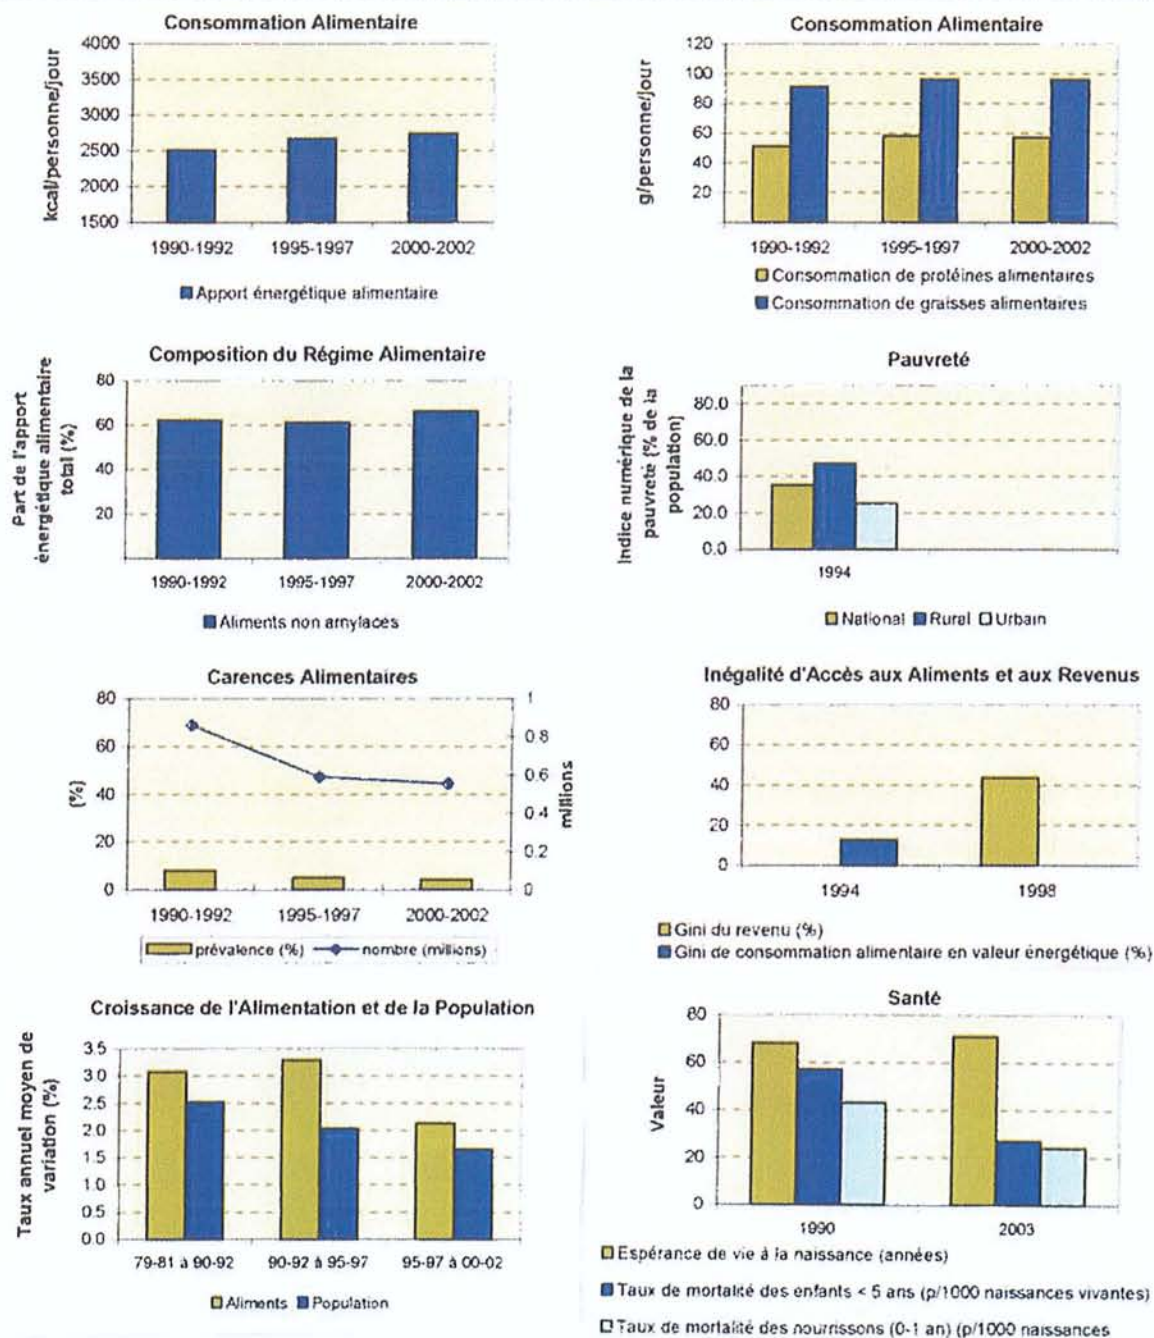 Consommation Alimentaire
kcal/personne/jour
4000
3500
3000
2500
2000
1500
1990-1992 1995-1997 2000-2002
Apport énergétique alimentaire
Consommation Alimentaire
g/personne/jour
120
100
80
60
40
20
1990-1992 1995-1997 2000-2002
Consommation de protéines alimentaires
Consommation de graisses alimentaires
Composition du Régime Alimentaire
Part de l'apport
énergétique alimentaire
total (%)
80
60
40
20
1990-1992 1995-1997 2000-2002
Aliments non amylacés
Pauvreté
Indice numérique de la
pauvreté (% de la
population)
80.0
60.0
40.0
20.0
0.0
1994
National Rural Urbain
Carences Alimentaires
(%)
80
60
40
20
0
1
0.8
0.6
0.4
0.2
0
millions
1990-1992 1995-1997 2000-2002
prévalence (%) nombre (millions)
Inégalité d'Accès aux Aliments et aux Revenus
80
60
40
20
0
1994 1998
Gini du revenu (%)
Gini de consommation alimentaire en valeur énergétique (%)
Croissance de l'Alimentation et de la Population
Taux annuel moyen de
variation (%)
3.5
3.0
2.5
2.0
1.5
1.0
0.5
0.0
79-81 à 90-92 90-92 à 95-97 95-97 à 00-02
Aliments Population
Santé
Valeur
80
60
40
20
0
1990 2003
Espérance de vie à la naissance (années)
Taux de mortalité des enfants < 5 ans (p/1000 naissances vivantes)
Taux de mortalité des nourrissons (0-1 an) (p/1000 naissances